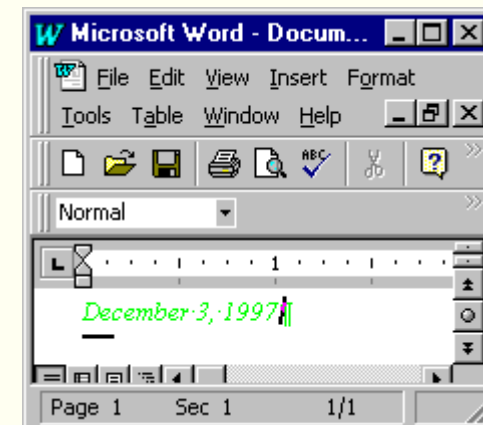 Microsoft Word - Docum...
File Edit View Insert Format
Tools Table Window Help
ABC
Normal
1
December·3,·1997¶
Page 1 Sec 1 1/1